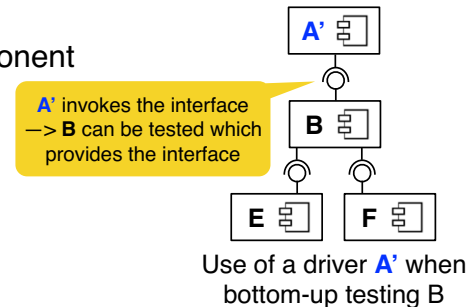 A'
onent
A' invokes the interface
—> B can be tested which
provides the interface
B
E
F
Use of a driver A' when
bottom-up testing B